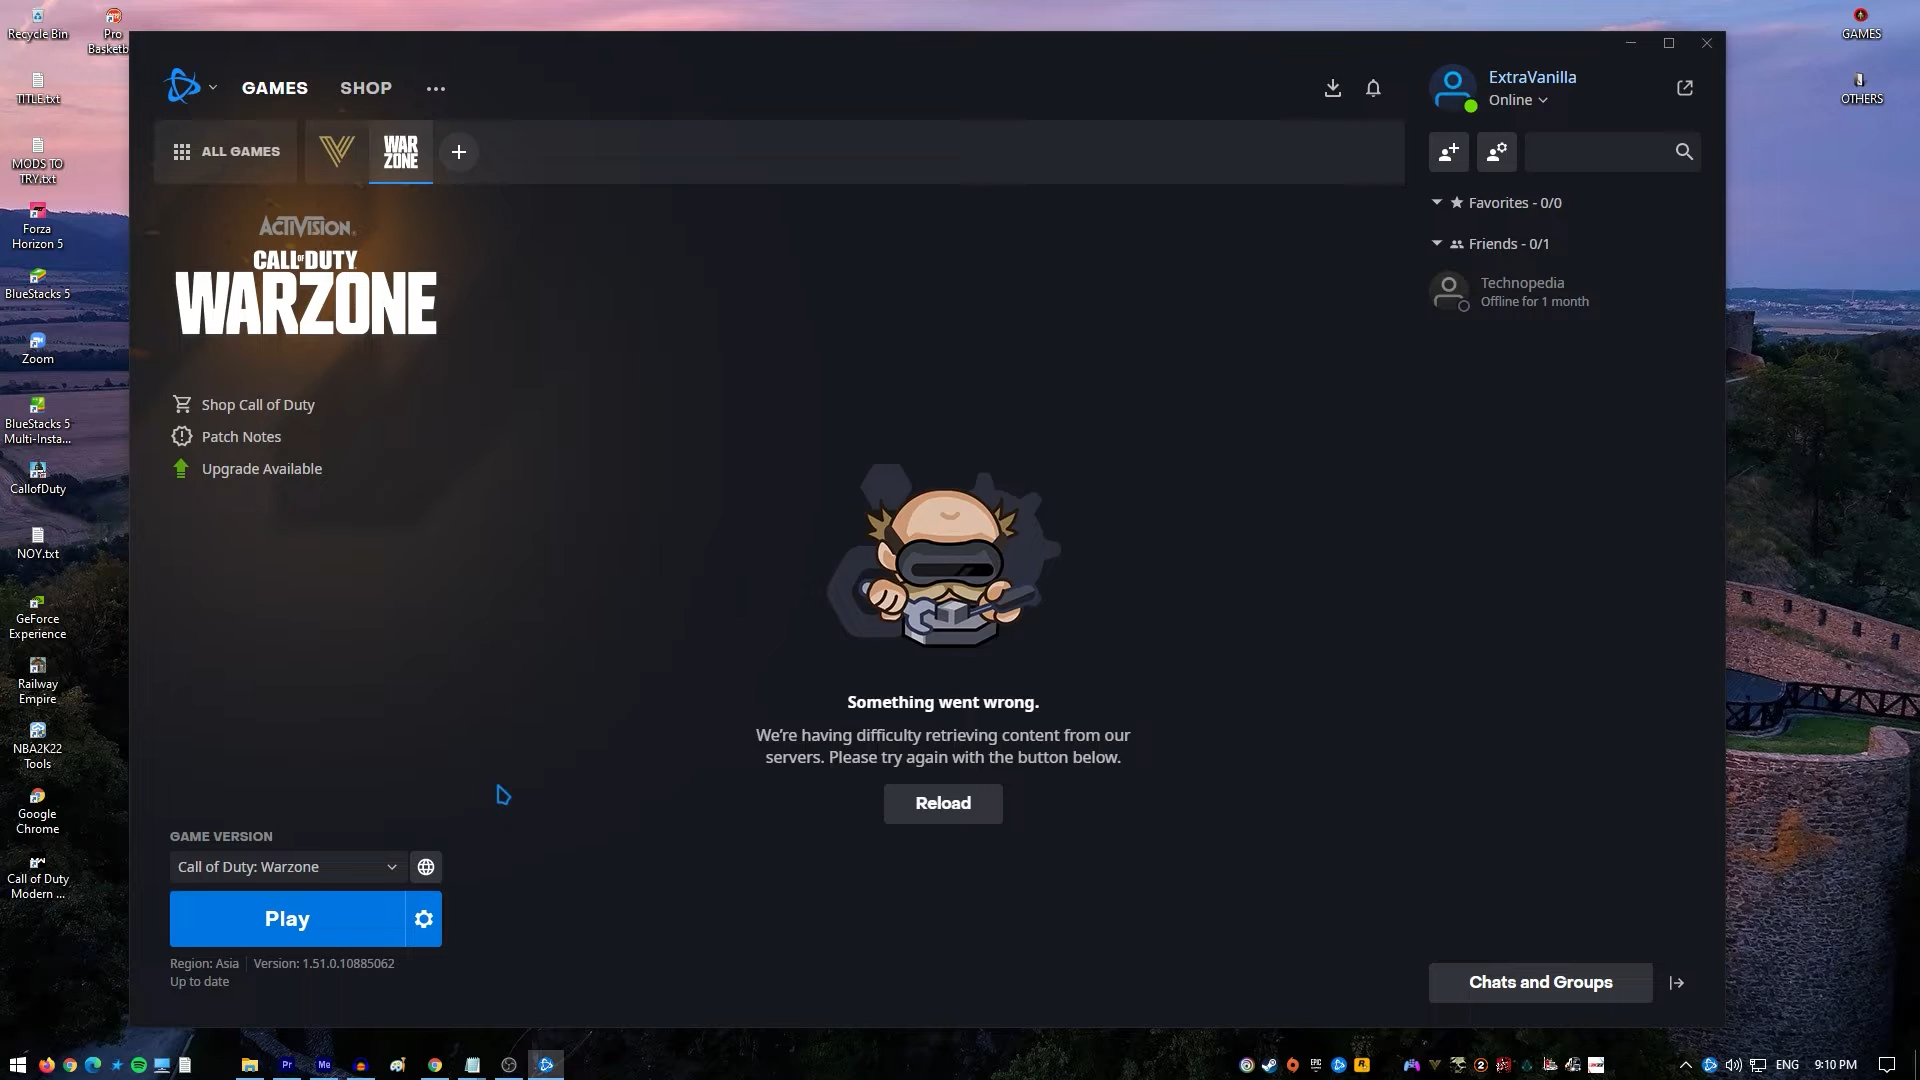 Recycle Bin
Pro
Basketb
TITLE.txt
MODS TO
TRY.txt
Forza
Horizon 5
BlueStacks 5
Zoom
BlueStacks 5
Multi-Insta...
CallofDuty
NOY.txt
GeForce
Experience
Railway
Empire
NBA2K22
Tools
Google
Chrome
Call of Duty
Modern ...
GAMES
OTHERS
GAMES
SHOP
ExtraVanilla
Online
ALL GAMES
WAR
ZONE
Favorites - 0/0
Friends - 0/1
Technopedia
Offline for 1 month
ACTIVISION
CALL OF DUTY
WARZONE
Shop Call of Duty
Patch Notes
Upgrade Available
Something went wrong.
We're having difficulty retrieving content from our
servers. Please try again with the button below.
Reload
GAME VERSION
Call of Duty: Warzone
Play
Region: Asia
Version: 1.51.0.10885062
Up to date
Chats and Groups
Pr
Me
EPIC
R
2
ENG
9:10 PM